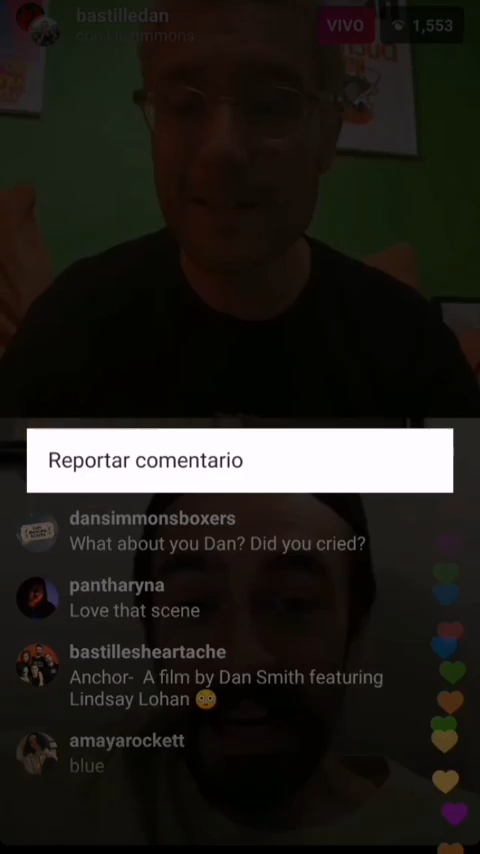 bastilledan
VIVO
1,553
Reportar comentario
dansimmonsboxers
What about you Dan? Did you cried?
pantharyna
Love that scene
bastillesheartache
Anchor- A film by Dan Smith featuring
Lindsay Lohan 😳
amayarockett
blue